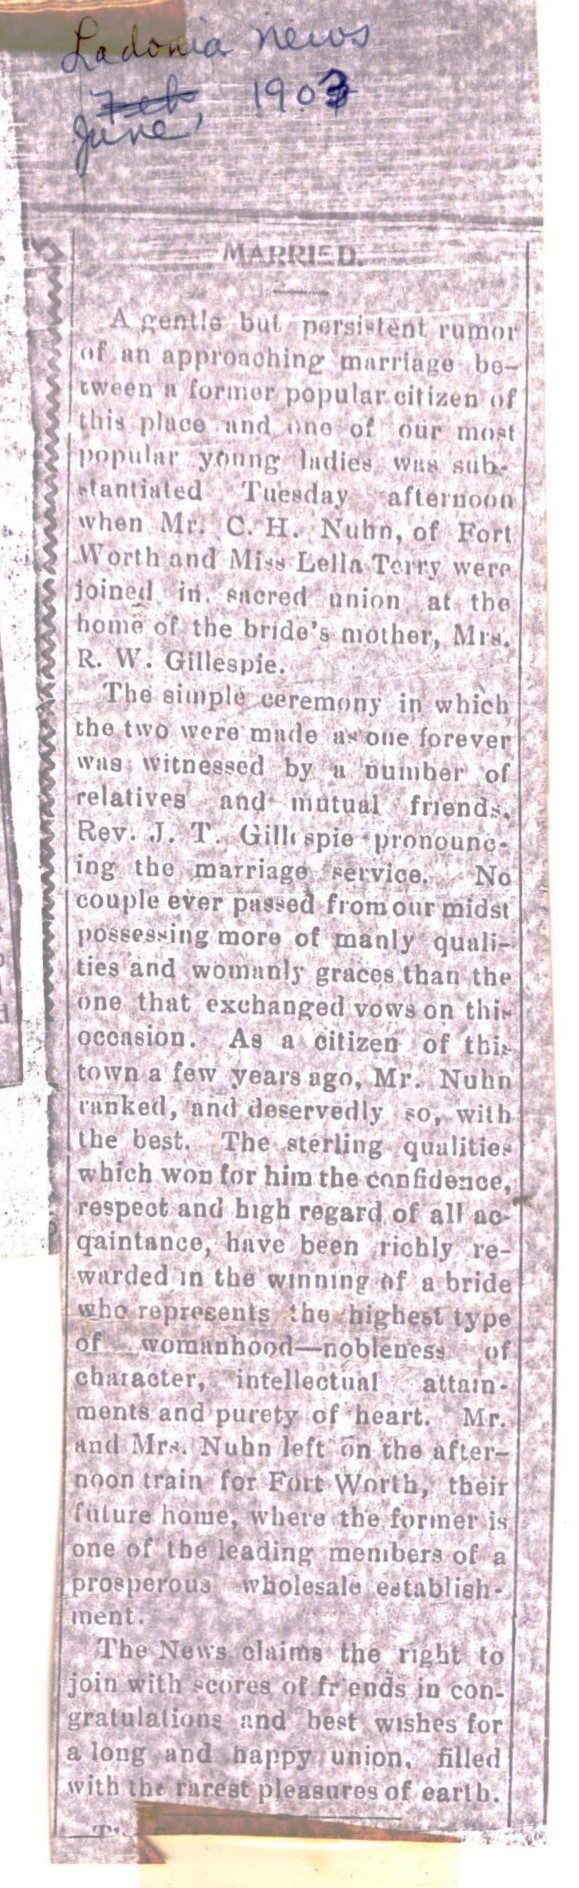 Ladonia News
Feb
June, 1903
MARRIED.
A gentle but persistent rumor
of an approaching marriage be-
tween a former popular citizen of
this place and one of our most
popular young ladies was sub-
stantiated Tuesday afternoon
when Mr. C. H. Nuhn, of Fort
Worth and Miss Lella Terry were
joined in sacred union at the
home of the bride's mother, Mrs.
R. W. Gillespie.
The simple ceremony in which
the two were made as one forever
was witnessed by a number of
relatives and mutual friends,
Rev. J. T. Gillespie pronounc-
ing the marriage service. No
couple ever passed from our midst
possessing more of manly quali-
ties and womanly graces than the
one that exchanged vows on this
occasion. As a citizen of this
town a few years ago, Mr. Nuhn
ranked, and deservedly so, with
the best. The sterling qualities
which won for him the confidence,
respect and high regard of all ac-
qaintance, have been richly re-
warded in the winning of a bride
who represents the highest type
of womanhood—nobleness of
character, intellectual attain-
ments and purety of heart. Mr.
and Mrs. Nuhn left on the after-
noon train for Fort Worth, their
future home, where the former is
one of the leading members of a
prosperous wholesale establish-
ment.
The News claims the right to
join with scores of friends in con-
gratulations and best wishes for
a long and happy union, filled
with the rarest pleasures of earth.